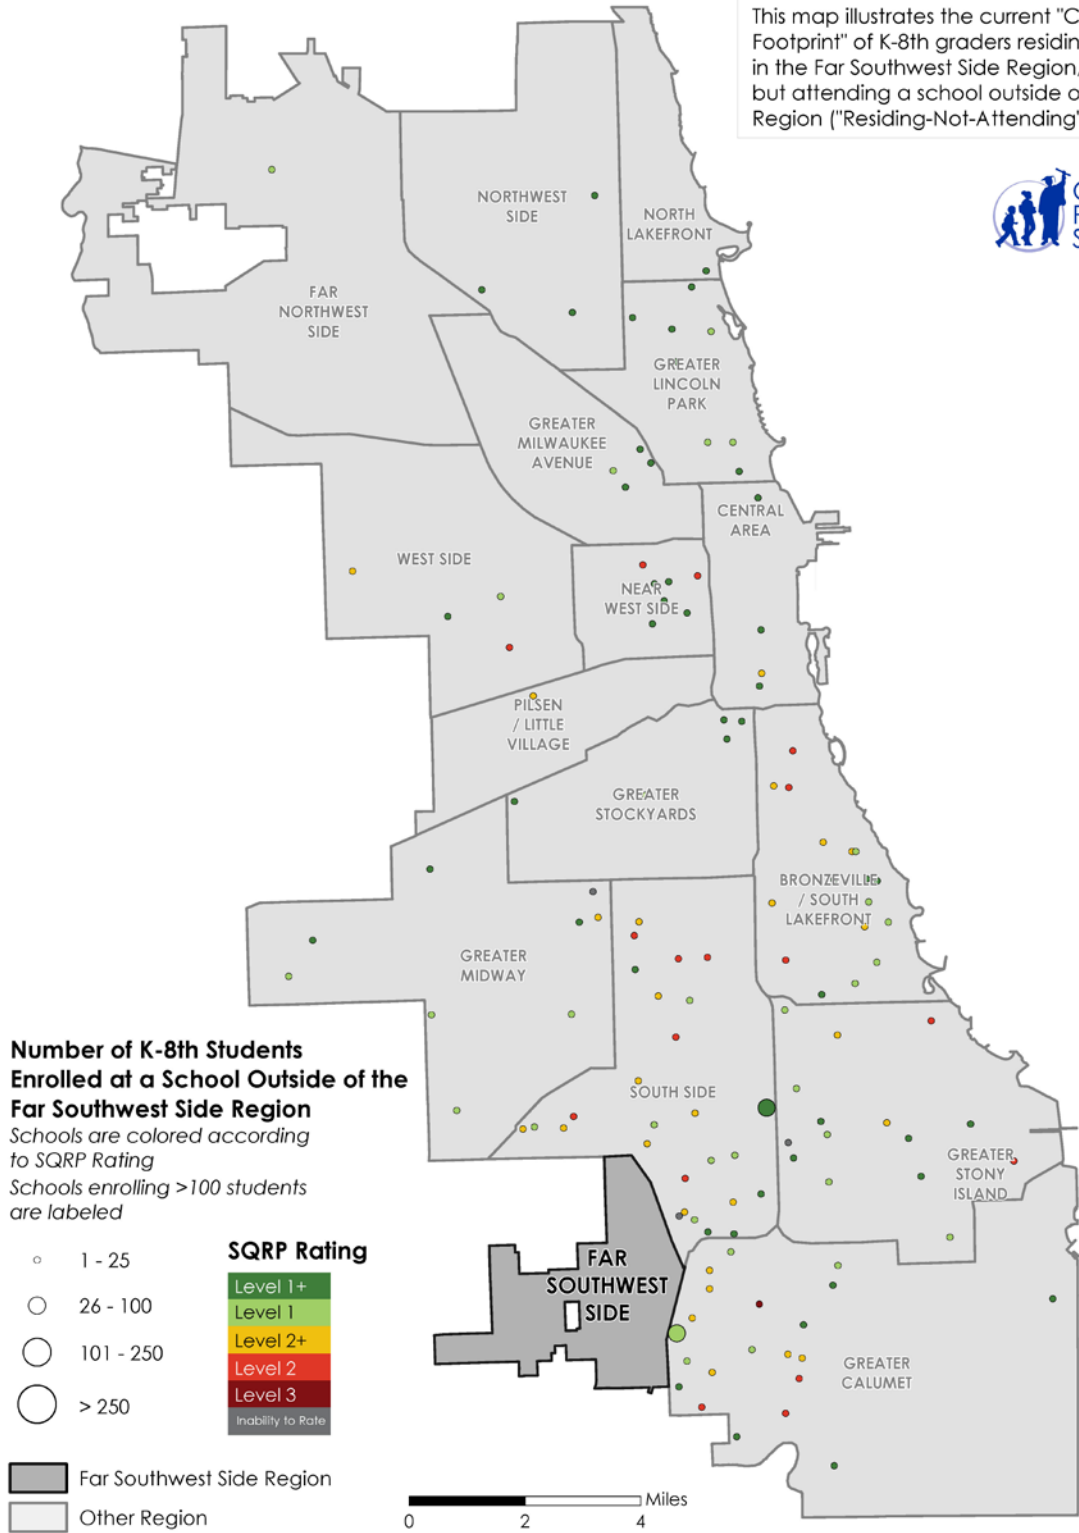 This map illustrates the current "C
Footprint" of K-8th graders residin
in the Far Southwest Side Region,
but attending a school outside o
Region ("Residing-Not-Attending"
NORTHWEST
SIDE
NORTH
LAKEFRONT
FAR
NORTHWEST
SIDE
GREATER
LINCOLN
PARK
GREATER
MILWAUKEE
AVENUE
CENTRAL
AREA
WEST SIDE
NEAR
WEST SIDE
PILSEN
/ LITTLE
VILLAGE
GREATER
STOCKYARDS
BRONZEVILLE
/ SOUTH
LAKEFRONT
GREATER
MIDWAY
SOUTH SIDE
GREATER
STONY
ISLAND
FAR
SOUTHWEST
SIDE
GREATER
CALUMET
Number of K-8th Students
Enrolled at a School Outside of the
Far Southwest Side Region
Schools are colored according
to SQRP Rating
Schools enrolling >100 students
are labeled
1 - 25
26 - 100
101 - 250
> 250
SQRP Rating
Level 1+
Level 1
Level 2+
Level 2
Level 3
Inability to Rate
Far Southwest Side Region
Other Region
Miles
0 2 4